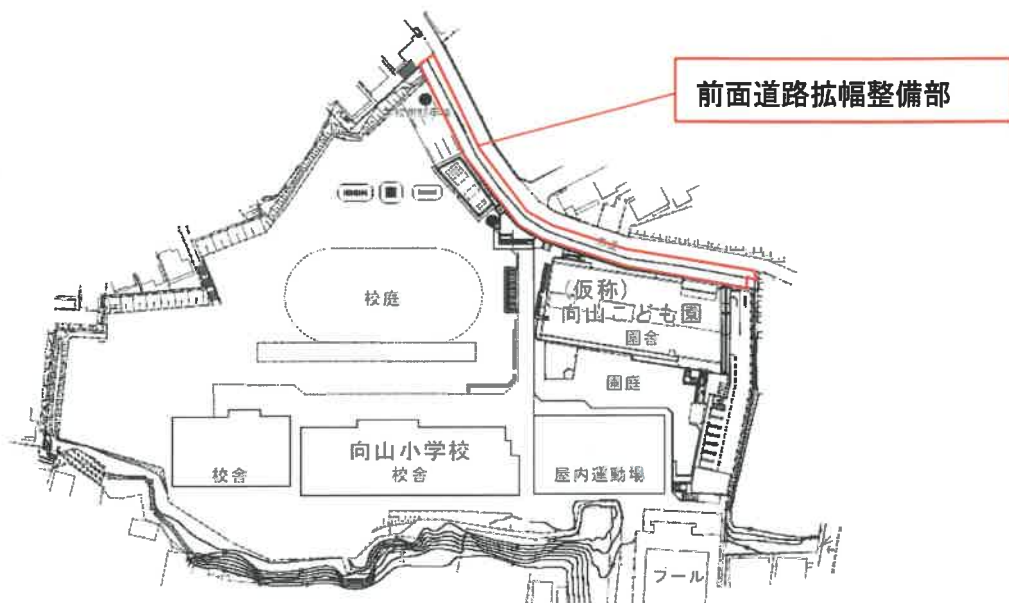 前面道路拡幅整備部
校庭
(仮称)
向山こども園
園舎
園庭
向山小学校
校舎
校舎
屋内運動場
プール